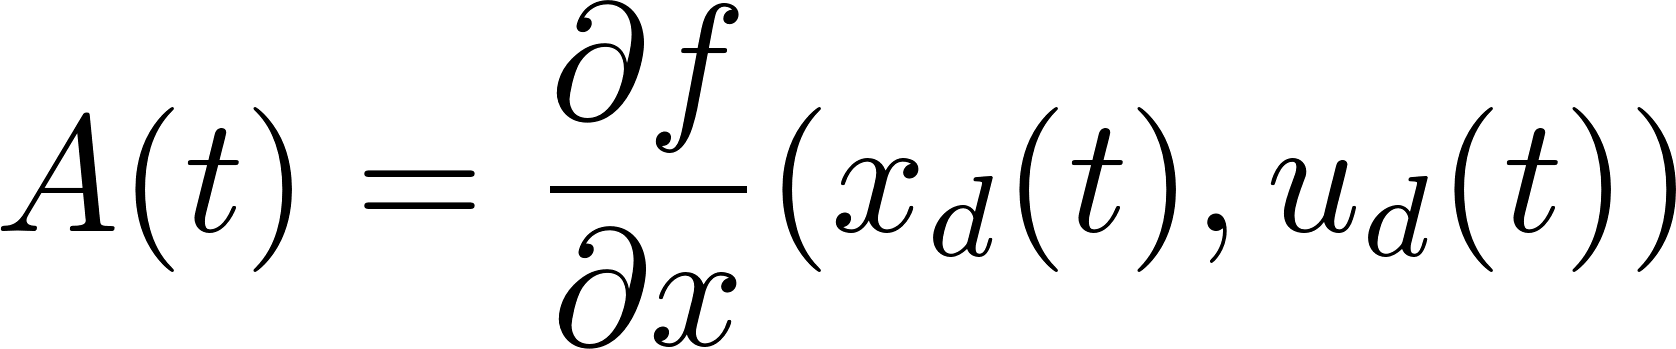 A(t) = ∂f/∂x (x_d(t), u_d(t))